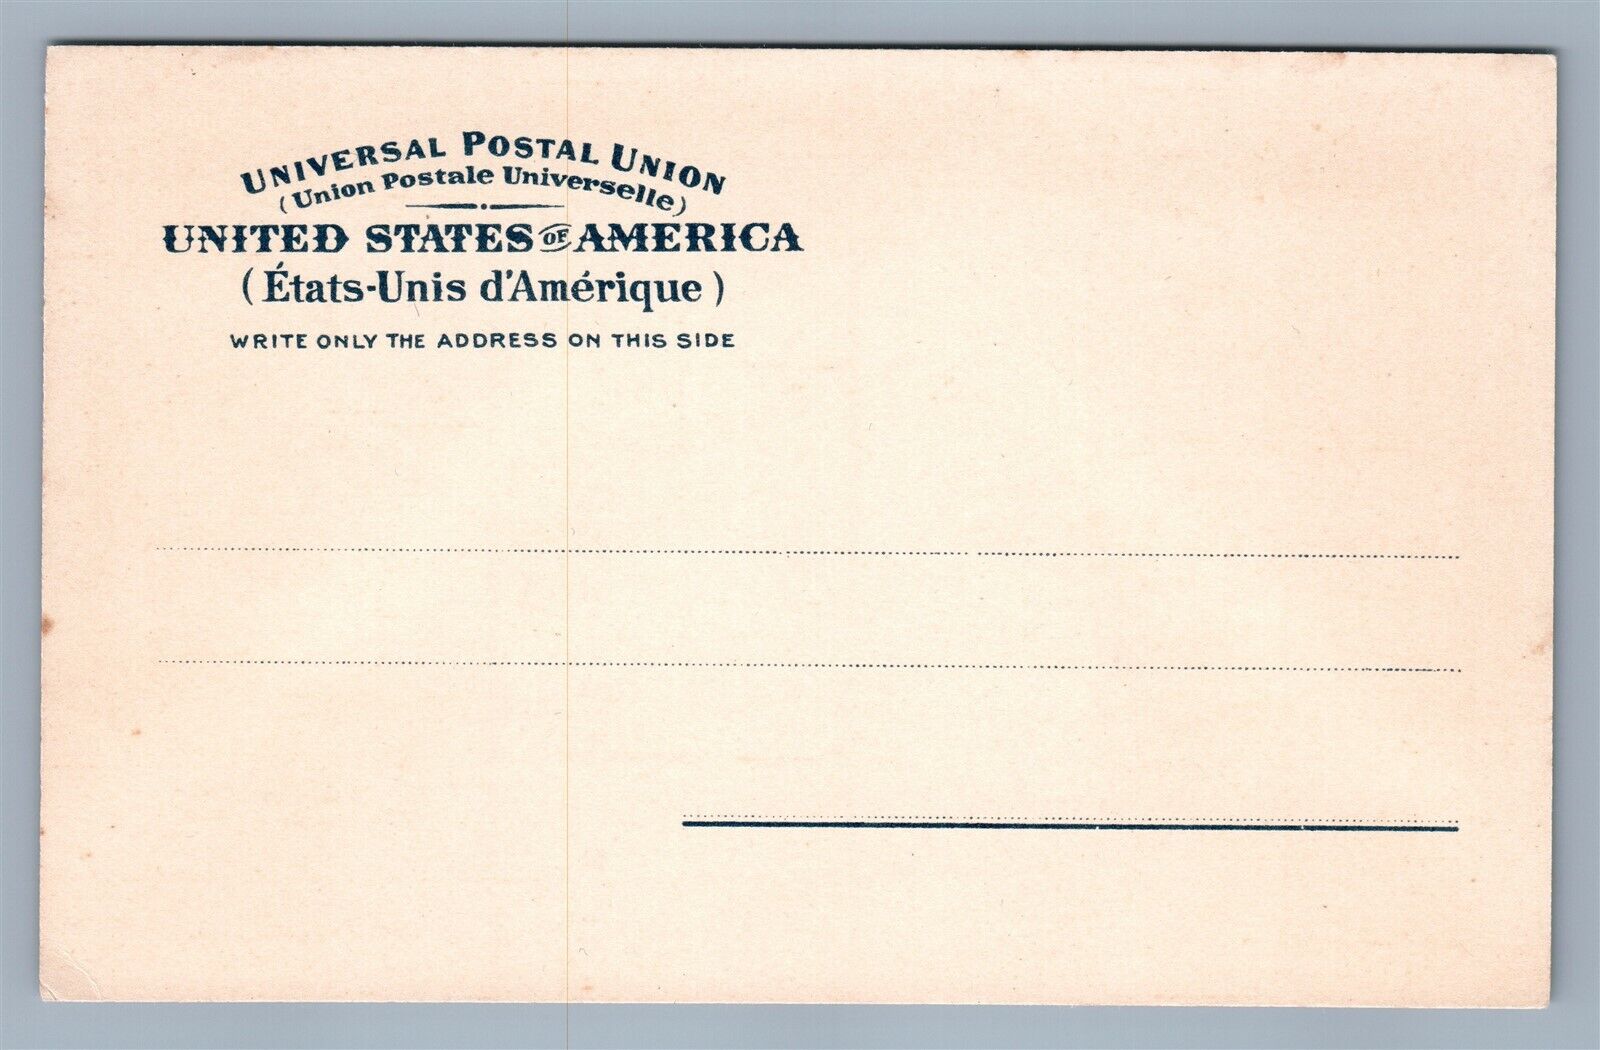 UNIVERSAL POSTAL UNION
(Union Postale Universelle)
UNITED STATES OF AMERICA
(États-Unis d'Amérique)
WRITE ONLY THE ADDRESS ON THIS SIDE